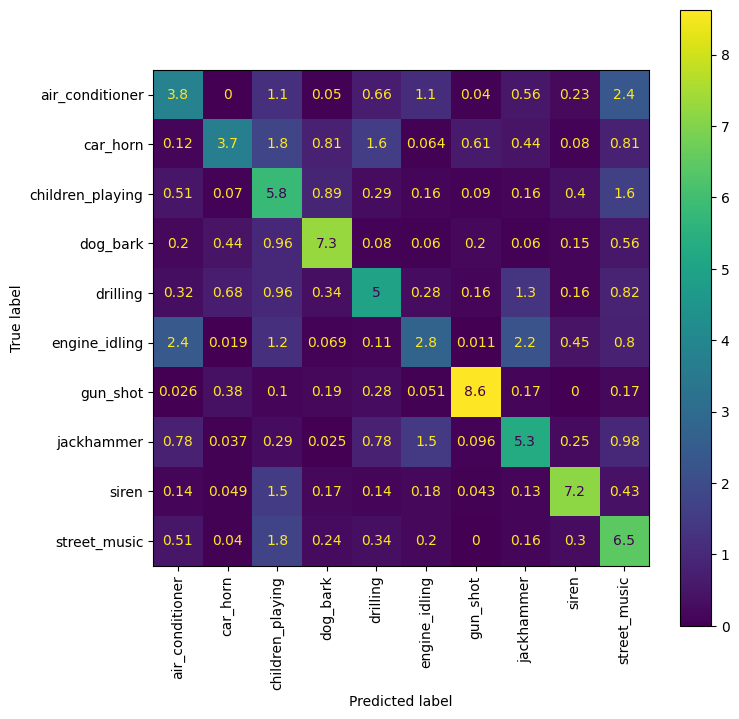 air_conditioner 3.8 0 1.1 0.05 0.66 1.1 0.04 0.56 0.23 2.4
car_horn 0.12 3.7 1.8 0.81 1.6 0.064 0.61 0.44 0.08 0.81
children_playing 0.51 0.07 5.8 0.89 0.29 0.16 0.09 0.16 0.4 1.6
dog_bark 0.2 0.44 0.96 7.3 0.08 0.06 0.2 0.06 0.15 0.56
drilling 0.32 0.68 0.96 0.34 5 0.28 0.16 1.3 0.16 0.82
engine_idling 2.4 0.019 1.2 0.069 0.11 2.8 0.011 2.2 0.45 0.8
gun_shot 0.026 0.38 0.1 0.19 0.28 0.051 8.6 0.17 0 0.17
jackhammer 0.78 0.037 0.29 0.025 0.78 1.5 0.096 5.3 0.25 0.98
siren 0.14 0.049 1.5 0.17 0.14 0.18 0.043 0.13 7.2 0.43
street_music 0.51 0.04 1.8 0.24 0.34 0.2 0 0.16 0.3 6.5
True label
air_conditioner
car_horn
children_playing
dog_bark
drilling
engine_idling
gun_shot
jackhammer
siren
street_music
Predicted label
8
7
6
5
4
3
2
1
0